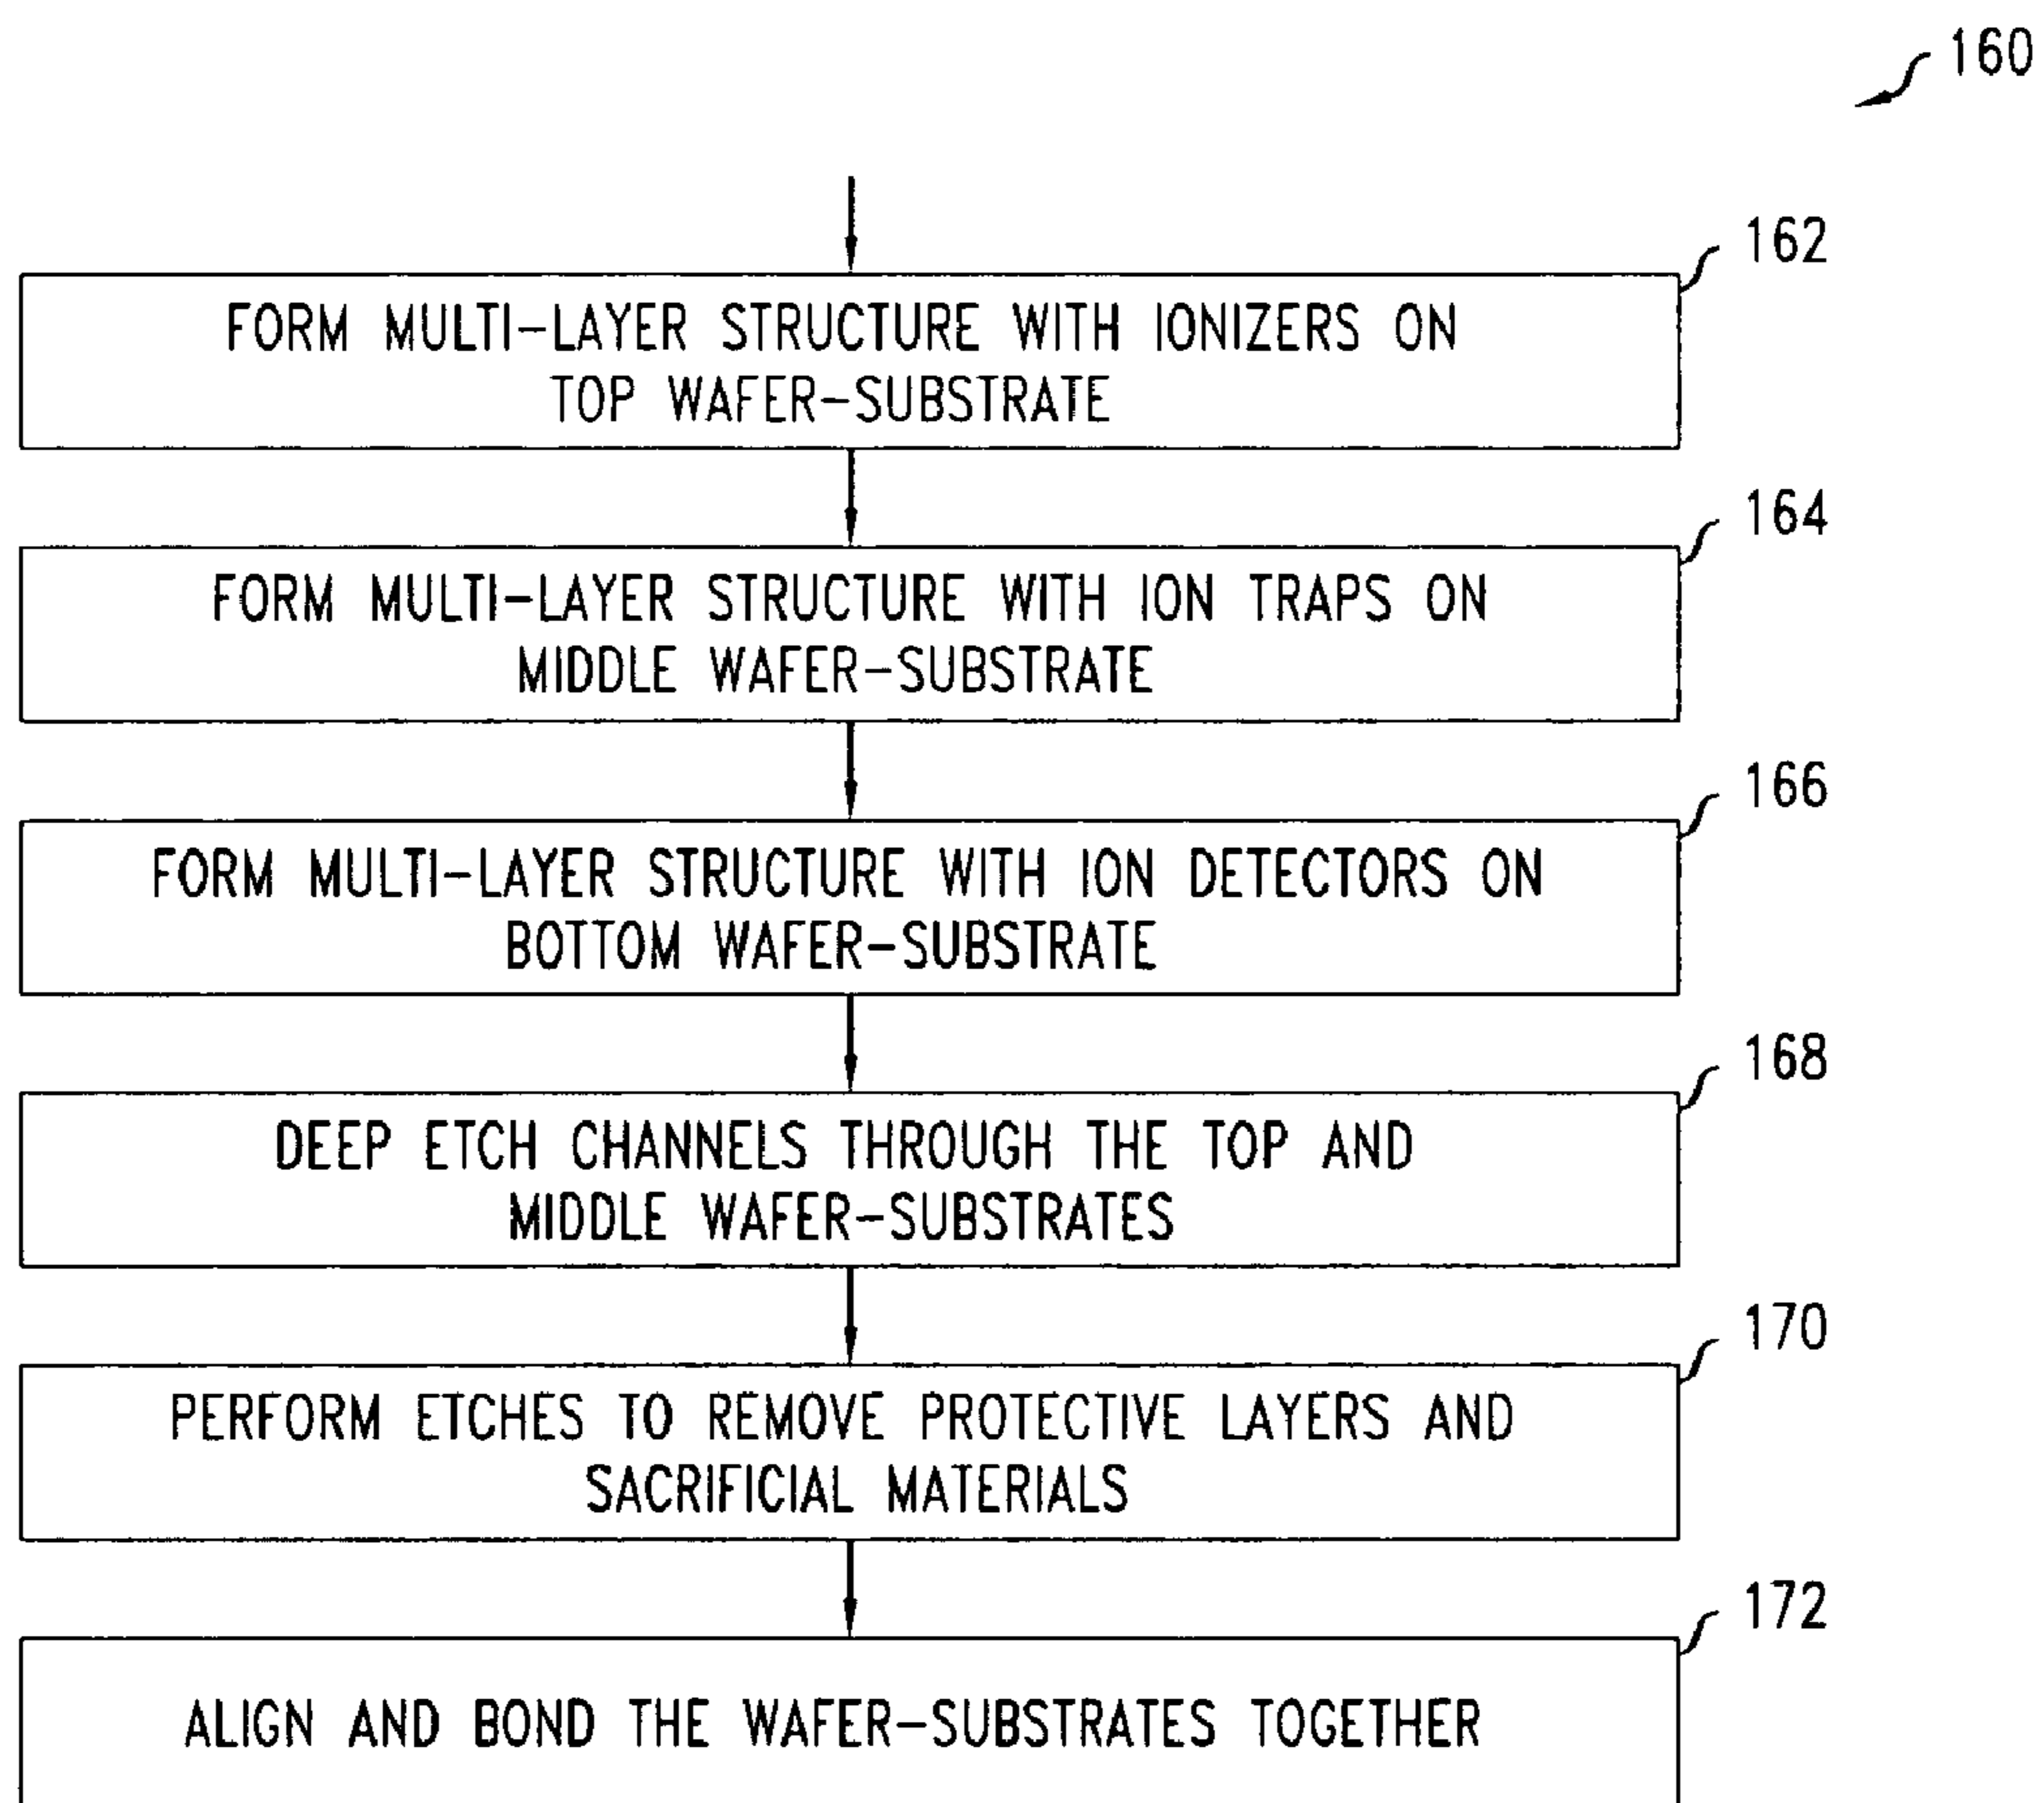 160
162
FORM MULTI-LAYER STRUCTURE WITH IONIZERS ON
TOP WAFER-SUBSTRATE
164
FORM MULTI-LAYER STRUCTURE WITH ION TRAPS ON
MIDDLE WAFER-SUBSTRATE
166
FORM MULTI-LAYER STRUCTURE WITH ION DETECTORS ON
BOTTOM WAFER-SUBSTRATE
168
DEEP ETCH CHANNELS THROUGH THE TOP AND
MIDDLE WAFER-SUBSTRATES
170
PERFORM ETCHES TO REMOVE PROTECTIVE LAYERS AND
SACRIFICIAL MATERIALS
172
ALIGN AND BOND THE WAFER-SUBSTRATES TOGETHER